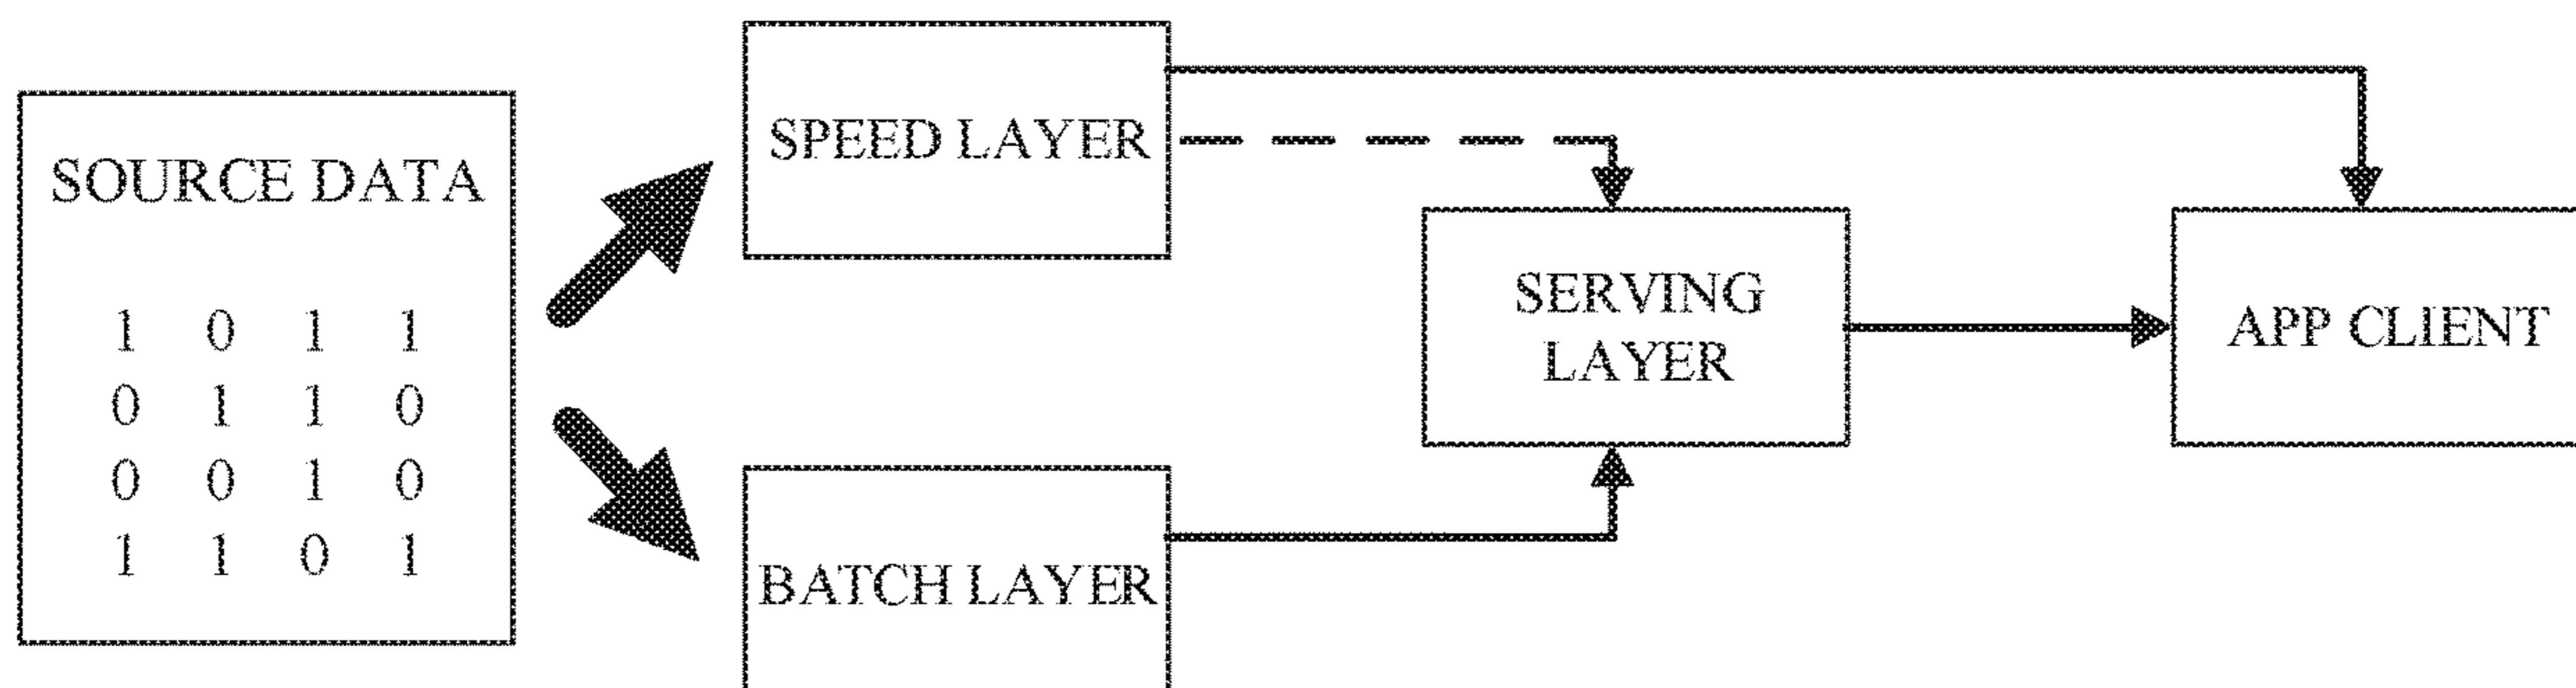 SOURCE DATA
1 0 1 1
0 1 1 0
0 0 1 0
1 1 0 1
SPEED LAYER
BATCH LAYER
SERVING
LAYER
APP CLIENT